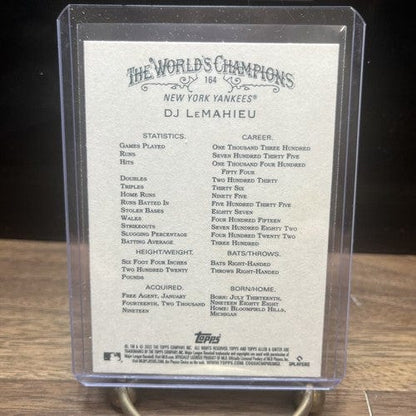 THE WORLD'S CHAMPIONS
164
NEW YORK YANKEES®
DJ LEMAHIEU
STATISTICS. CAREER.
GAMES PLAYED ONE THOUSAND THREE HUNDRED
RUNS SEVEN HUNDRED THIRTY FIVE
HITS ONE THOUSAND FOUR HUNDRED
FIFTY FOUR
DOUBLES TWO HUNDRED THIRTY
TRIPLES THIRTY SIX
HOME RUNS NINETY FIVE
RUNS BATTED IN FIVE HUNDRED THIRTY FIVE
STOLEN BASES EIGHTY SEVEN
WALKS FOUR HUNDRED FOURTEEN
STRIKEOUTS SEVEN HUNDRED EIGHTY TWO
SLUGGING PERCENTAGE FOUR HUNDRED TWENTY TWO
BATTING AVERAGE THREE HUNDRED
HEIGHT/WEIGHT. BATS/THROWS.
SIX FOOT FOUR INCHES BATS RIGHT-HANDED
TWO HUNDRED TWENTY THROWS RIGHT-HANDED
POUNDS
ACQUIRED. BORN/HOME.
FREE AGENT, JANUARY BORN: JULY THIRTEENTH,
FOURTEENTH, TWO THOUSAND NINETEEN EIGHTY EIGHT
NINETEEN HOME: BLOOMFIELD HILLS,
MICHIGAN
Topps
PLAYERS